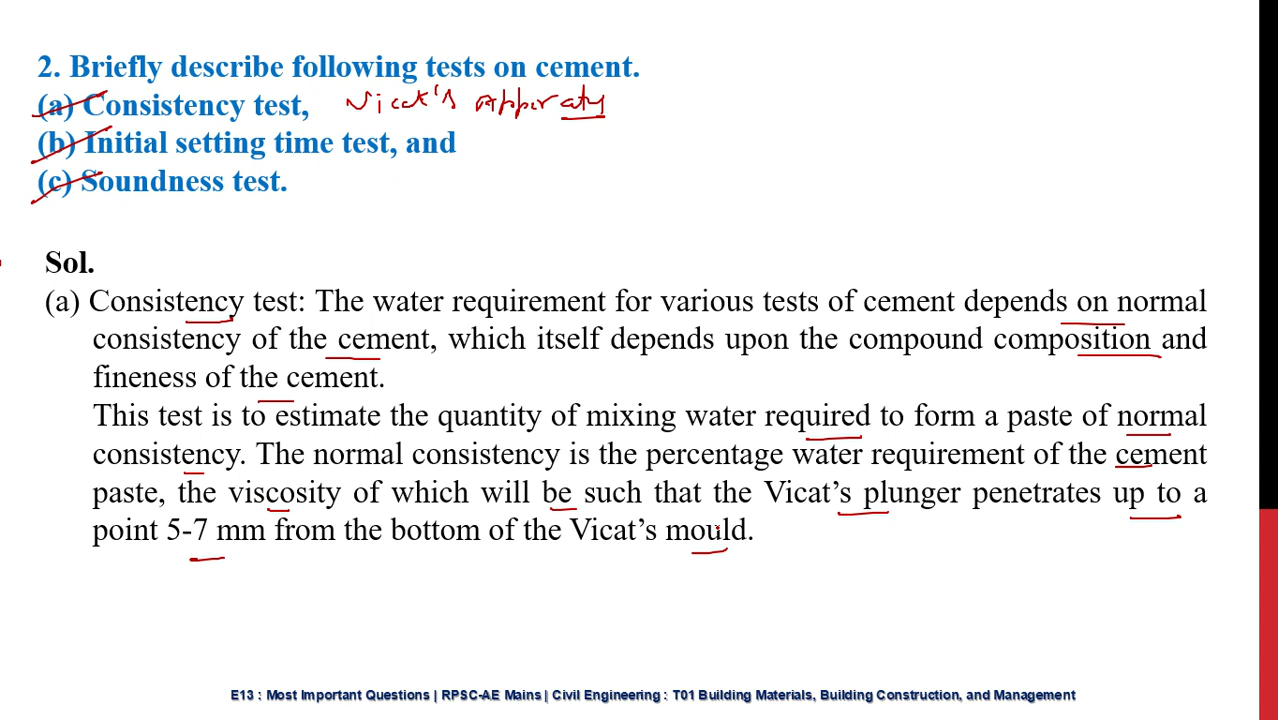 2. Briefly describe following tests on cement.
(a) Consistency test, Vicat's Apparaty
(b) Initial setting time test, and
(c) Soundness test.
Sol.
(a) Consistency test: The water requirement for various tests of cement depends on normal
consistency of the cement, which itself depends upon the compound composition and
fineness of the cement.
This test is to estimate the quantity of mixing water required to form a paste of normal
consistency. The normal consistency is the percentage water requirement of the cement
paste, the viscosity of which will be such that the Vicat’s plunger penetrates up to a
point 5-7 mm from the bottom of the Vicat’s mould.
E13 : Most Important Questions | RPSC-AE Mains | Civil Engineering : T01 Building Materials, Building Construction, and Management